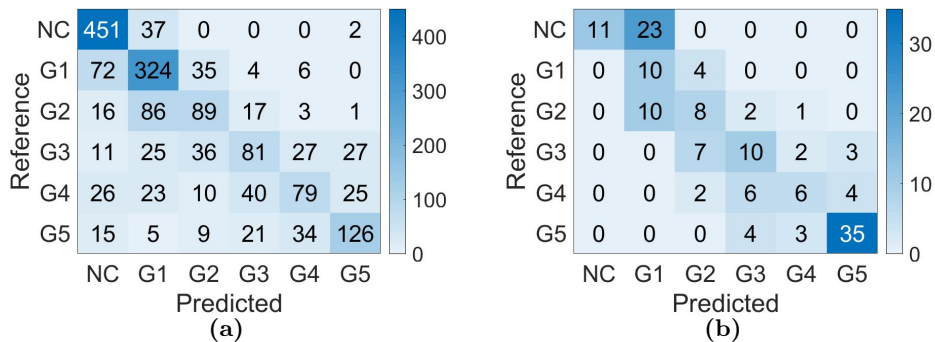 Reference
NC 451 37 0 0 0 2
G1 72 324 35 4 6 0
G2 16 86 89 17 3 1
G3 11 25 36 81 27 27
G4 26 23 10 40 79 25
G5 15 5 9 21 34 126
NC G1 G2 G3 G4 G5
Predicted
400
300
200
100
0
(a)
Reference
NC 11 23 0 0 0 0
G1 0 10 4 0 0 0
G2 0 10 8 2 1 0
G3 0 0 7 10 2 3
G4 0 0 2 6 6 4
G5 0 0 0 4 3 35
NC G1 G2 G3 G4 G5
Predicted
30
20
10
0
(b)